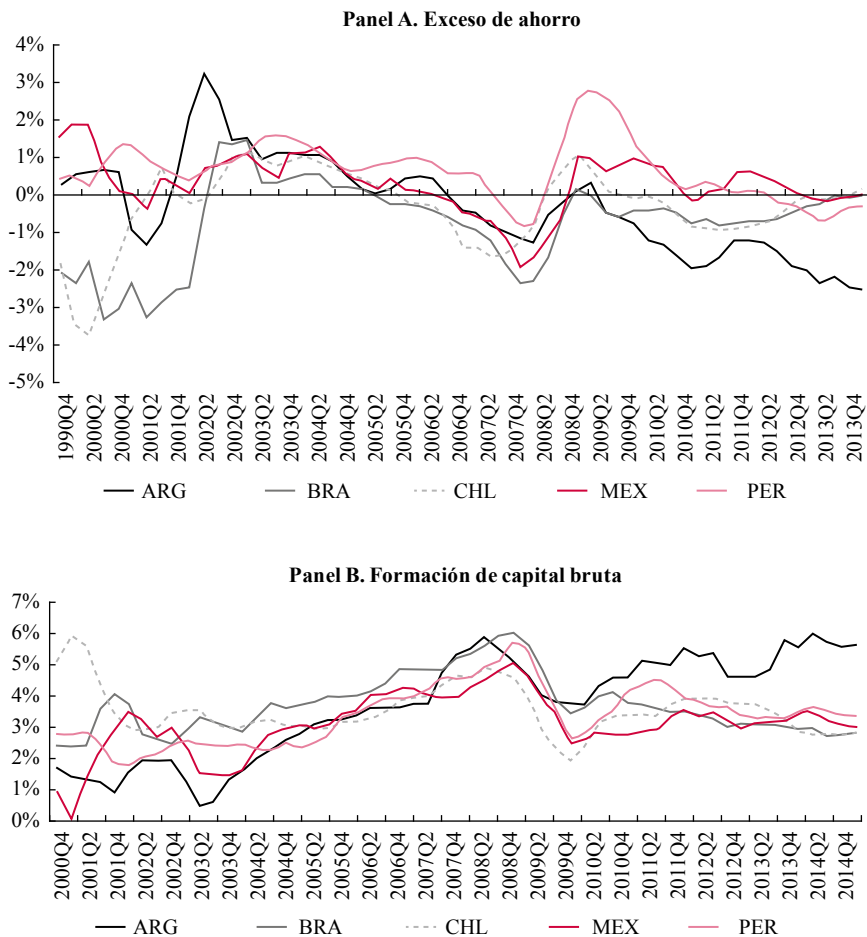 Panel A. Exceso de ahorro
4%
3%
2%
1%
0%
-1%
-2%
-3%
-4%
-5%
1990Q4
2000Q2
2000Q4
2001Q2
2001Q4
2002Q2
2002Q4
2003Q2
2003Q4
2004Q2
2004Q4
2005Q2
2005Q4
2006Q2
2006Q4
2007Q2
2007Q4
2008Q2
2008Q4
2009Q2
2009Q4
2010Q2
2010Q4
2011Q2
2011Q4
2012Q2
2012Q4
2013Q2
2013Q4
ARG BRA CHL MEX PER
Panel B. Formación de capital bruta
7%
6%
5%
4%
3%
2%
1%
0%
2000Q4
2001Q2
2001Q4
2002Q2
2002Q4
2003Q2
2003Q4
2004Q2
2004Q4
2005Q2
2005Q4
2006Q2
2006Q4
2007Q2
2007Q4
2008Q2
2008Q4
2009Q2
2009Q4
2010Q2
2010Q4
2011Q2
2011Q4
2012Q2
2012Q4
2013Q2
2013Q4
2014Q2
2014Q4
ARG BRA CHL MEX PER